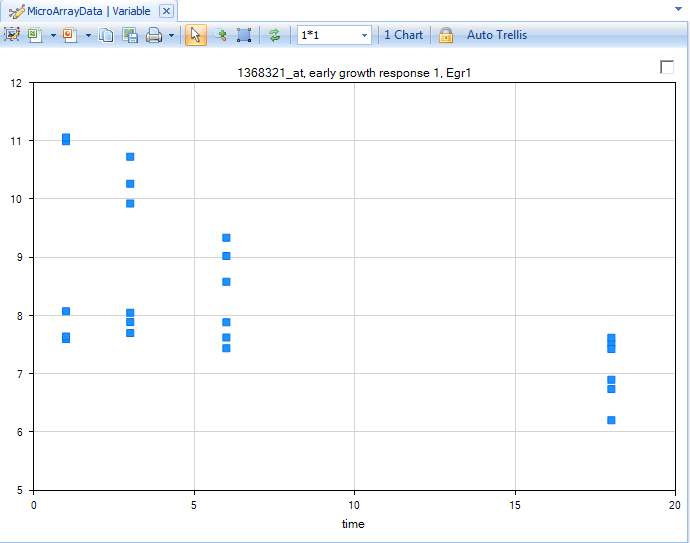 MicroArrayData | Variable
1*1
1 Chart
Auto Trellis
1368321_at, early growth response 1, Egr1
12
11
10
9
8
7
6
5
0 5 10 15 20
time